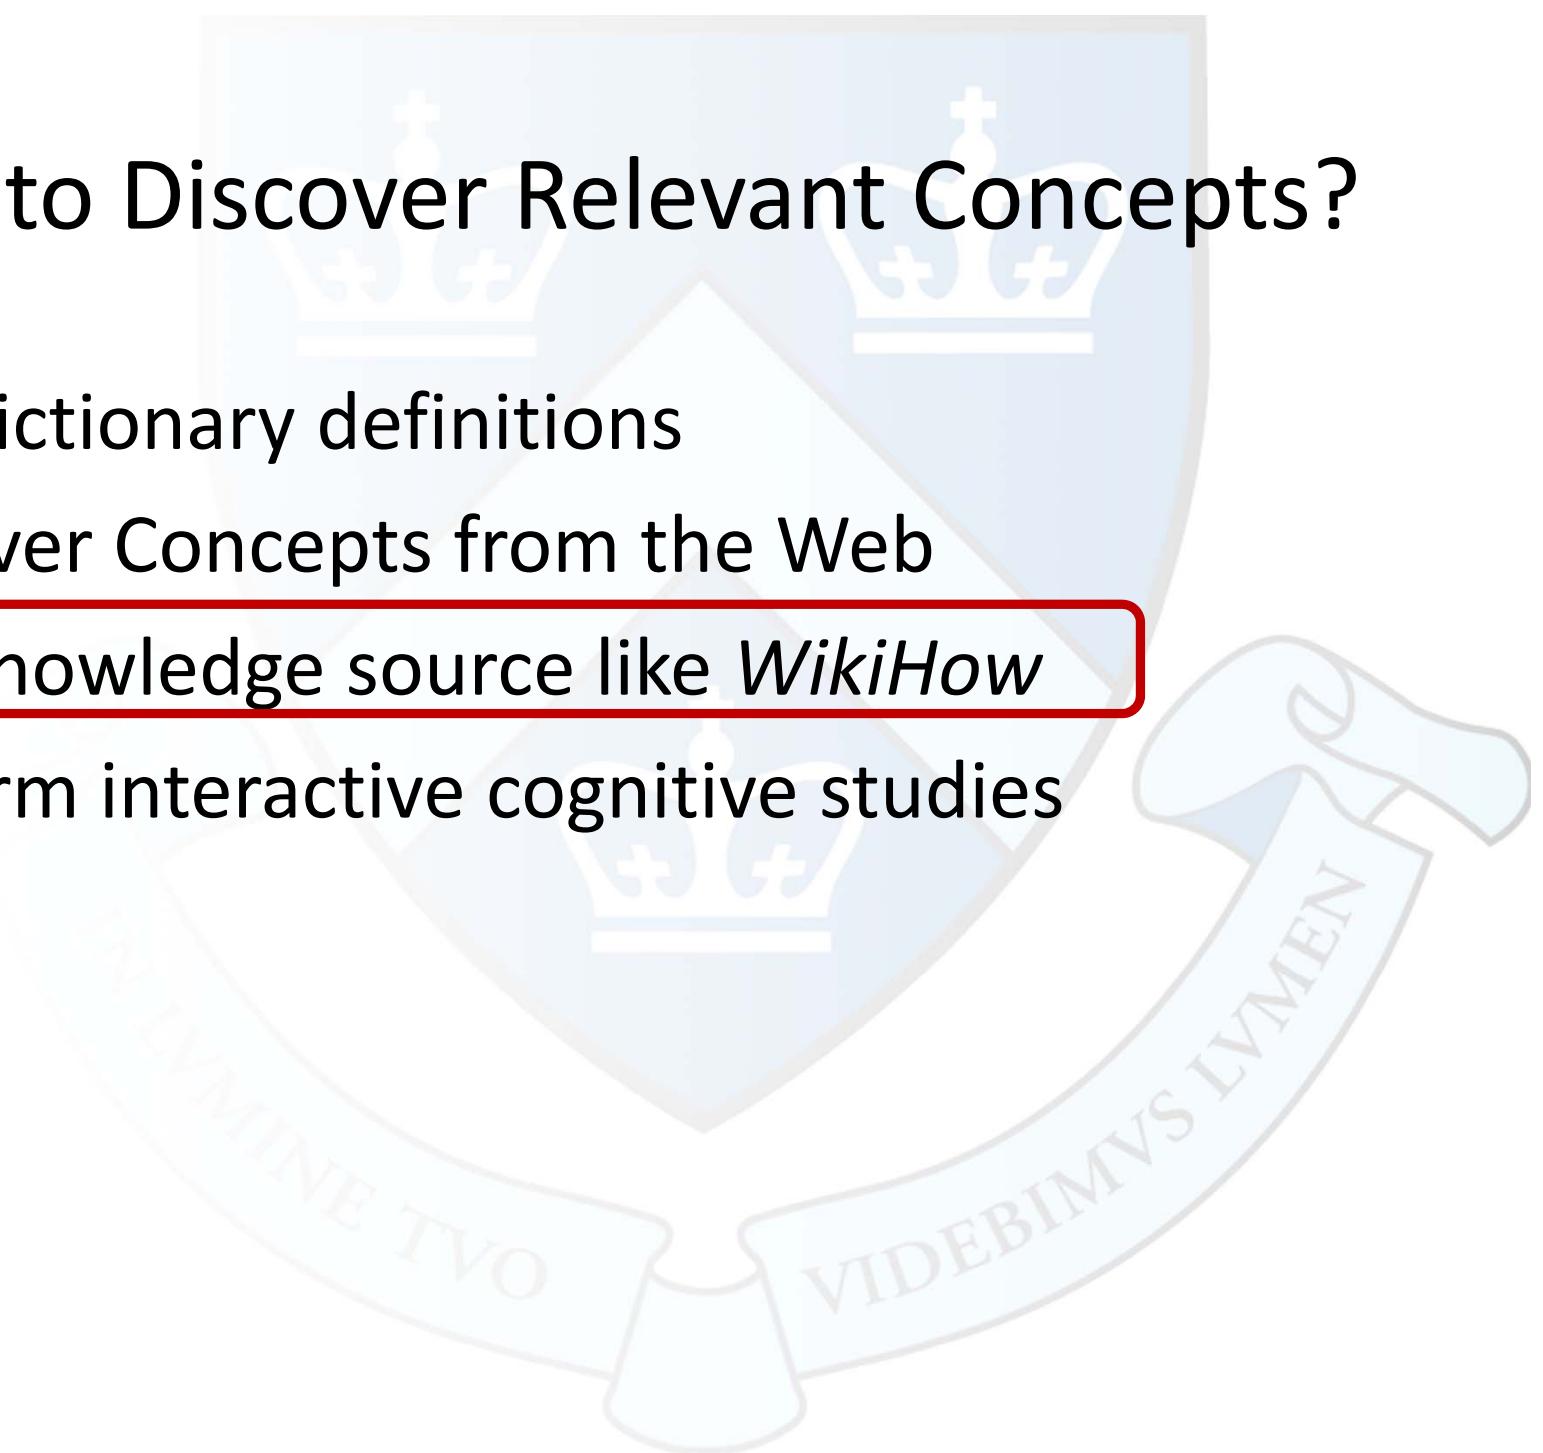 to Discover Relevant Concepts?
ictionary definitions
ver Concepts from the Web
nowledge source like WikiHow
rm interactive cognitive studies
IN LVMINE TVO
VIDEBIMVS LVMEN